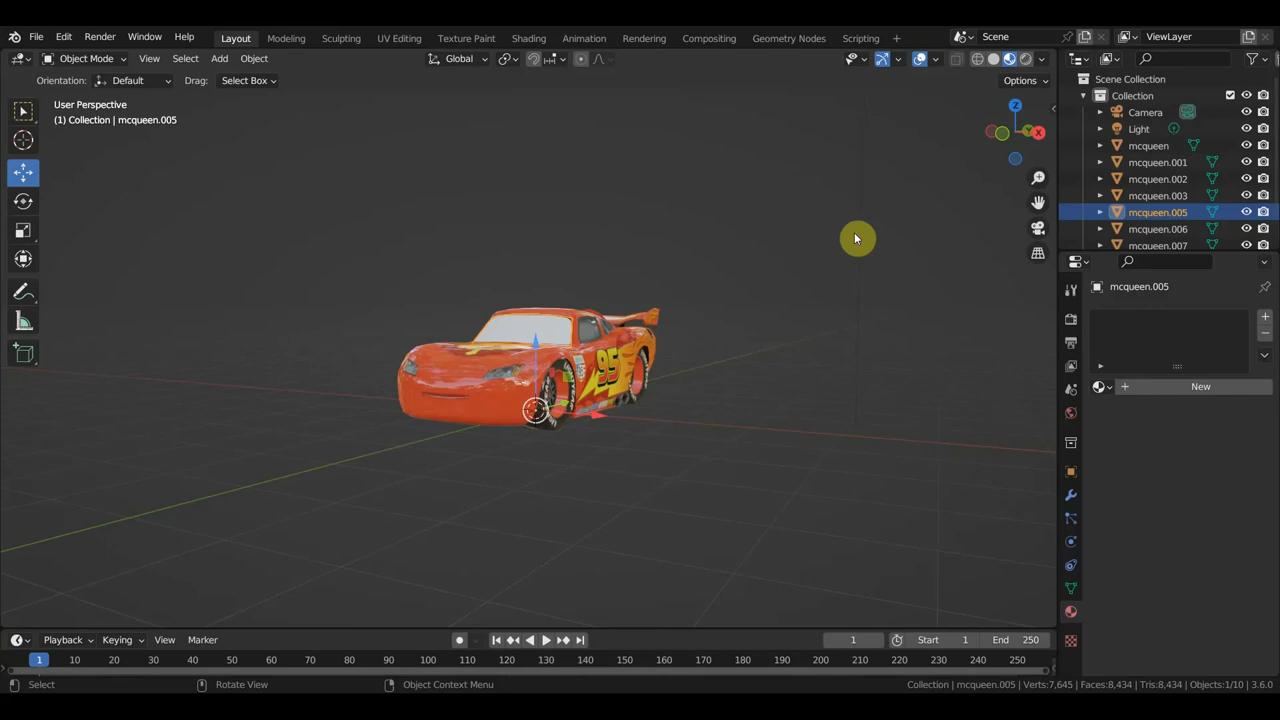 File Edit Render Window Help Layout Modeling Sculpting UV Editing Texture Paint Shading Animation Rendering Compositing Geometry Nodes Scripting + Scene ViewLayer
Object Mode View Select Add Object Global
Orientation: Default Drag: Select Box Options
User Perspective
(1) Collection | mcqueen.005
Z
Y
X
95
Scene Collection
Collection
Camera
Light
mcqueen
mcqueen.001
mcqueen.002
mcqueen.003
mcqueen.005
mcqueen.006
mcqueen.007
mcqueen.005
New
Playback Keying View Marker 1 Start 1 End 250
1 10 20 30 40 50 60 70 80 90 100 110 120 130 140 150 160 170 180 190 200 210 220 230 240 250
Select Rotate View Object Context Menu Collection | mcqueen.005 | Verts:7,645 | Faces:8,434 | Tris:8,434 | Objects:1/10 | 3.6.0